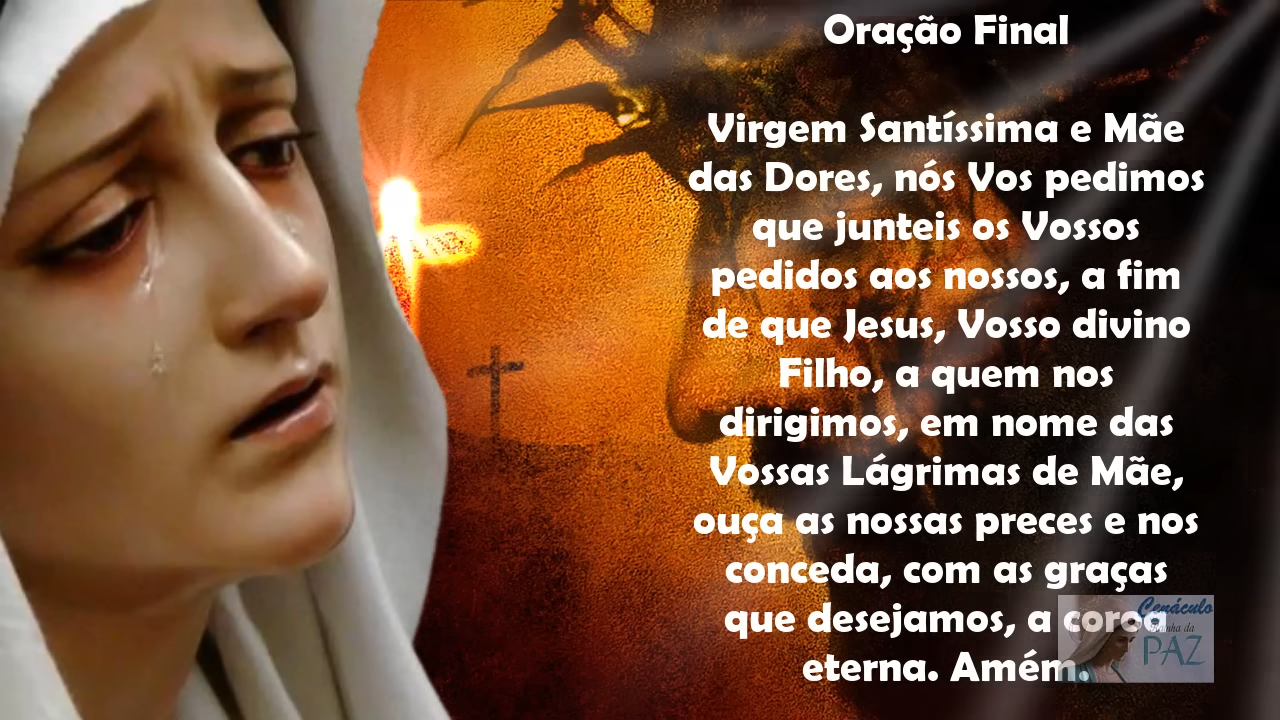 Oração Final
Virgem Santíssima e Mãe
das Dores, nós Vos pedimos
que junteis os Vossos
pedidos aos nossos, a fim
de que Jesus, Vosso divino
Filho, a quem nos
dirigimos, em nome das
Vossas Lágrimas de Mãe,
ouça as nossas preces e nos
conceda, com as graças
que desejamos, a coroa
eterna. Amém.
Cenáculo
Rainha da
PAZ